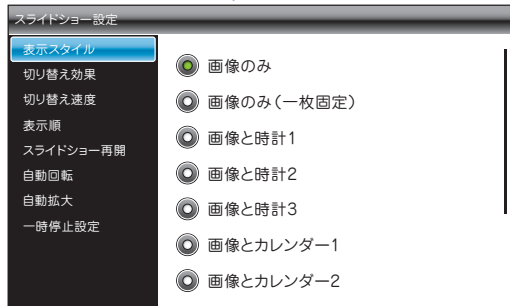 スライドショー設定
表示スタイル
切り替え効果
切り替え速度
表示順
スライドショー再開
自動回転
自動拡大
一時停止設定
画像のみ
画像のみ（一枚固定）
画像と時計1
画像と時計2
画像と時計3
画像とカレンダー1
画像とカレンダー2